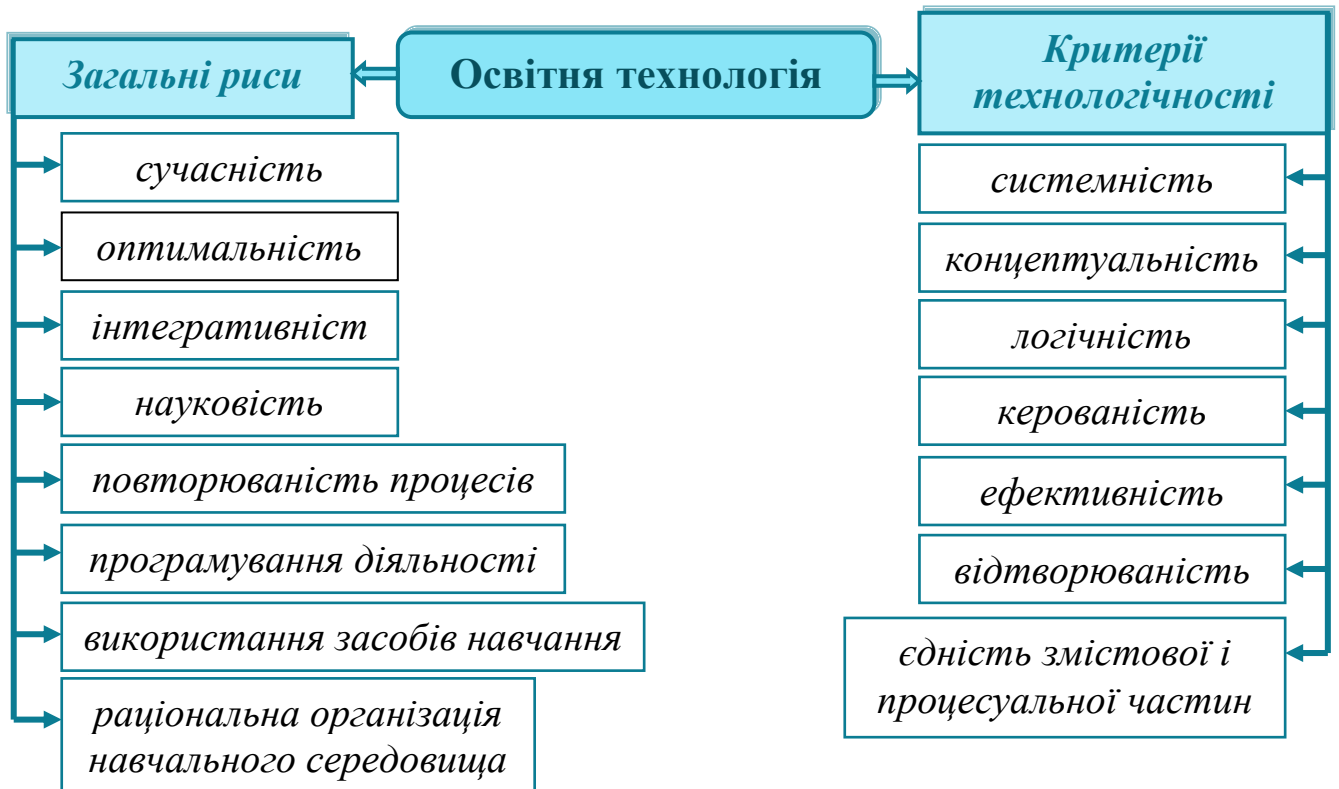 Освітня технологія
Загальні риси
сучасність
оптимальність
інтегративніст
науковість
повторюваність процесів
програмування діяльності
використання засобів навчання
раціональна організація
навчального середовища
Критерії
технологічності
системність
концептуальність
логічність
керованість
ефективність
відтворюваність
єдність змістової і
процесуальної частин